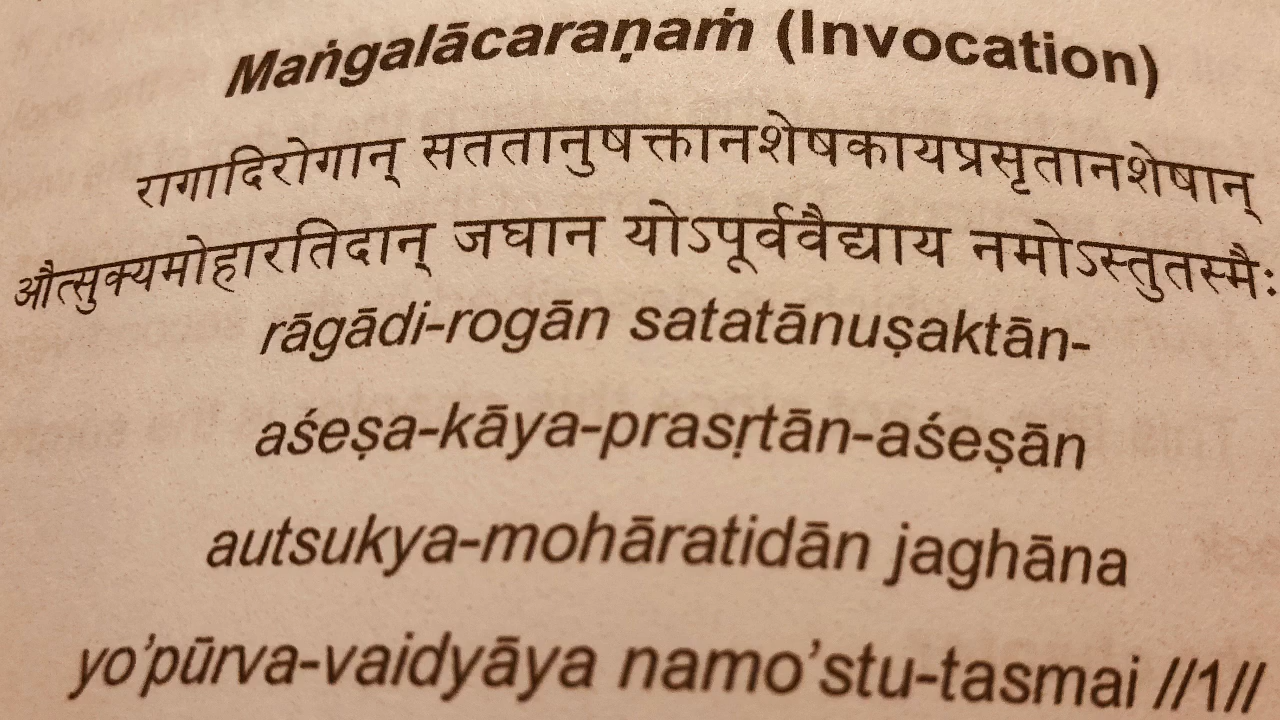 Maṅgalācaraṇaṁ (Invocation)
रागादिरोगान् सततानुषक्तानशेषकायप्रसृतानशेषान्
औत्सुक्यमोहारतिदान् जघान योऽपूर्ववैद्याय नमोऽस्तुतस्मैः
rāgādi-rogān satatānuṣaktān-
aśeṣa-kāya-prasṛtān-aśeṣān
autsukya-mohāratidān jaghāna
yo’pūrva-vaidyāya namo’stu-tasmai //1//